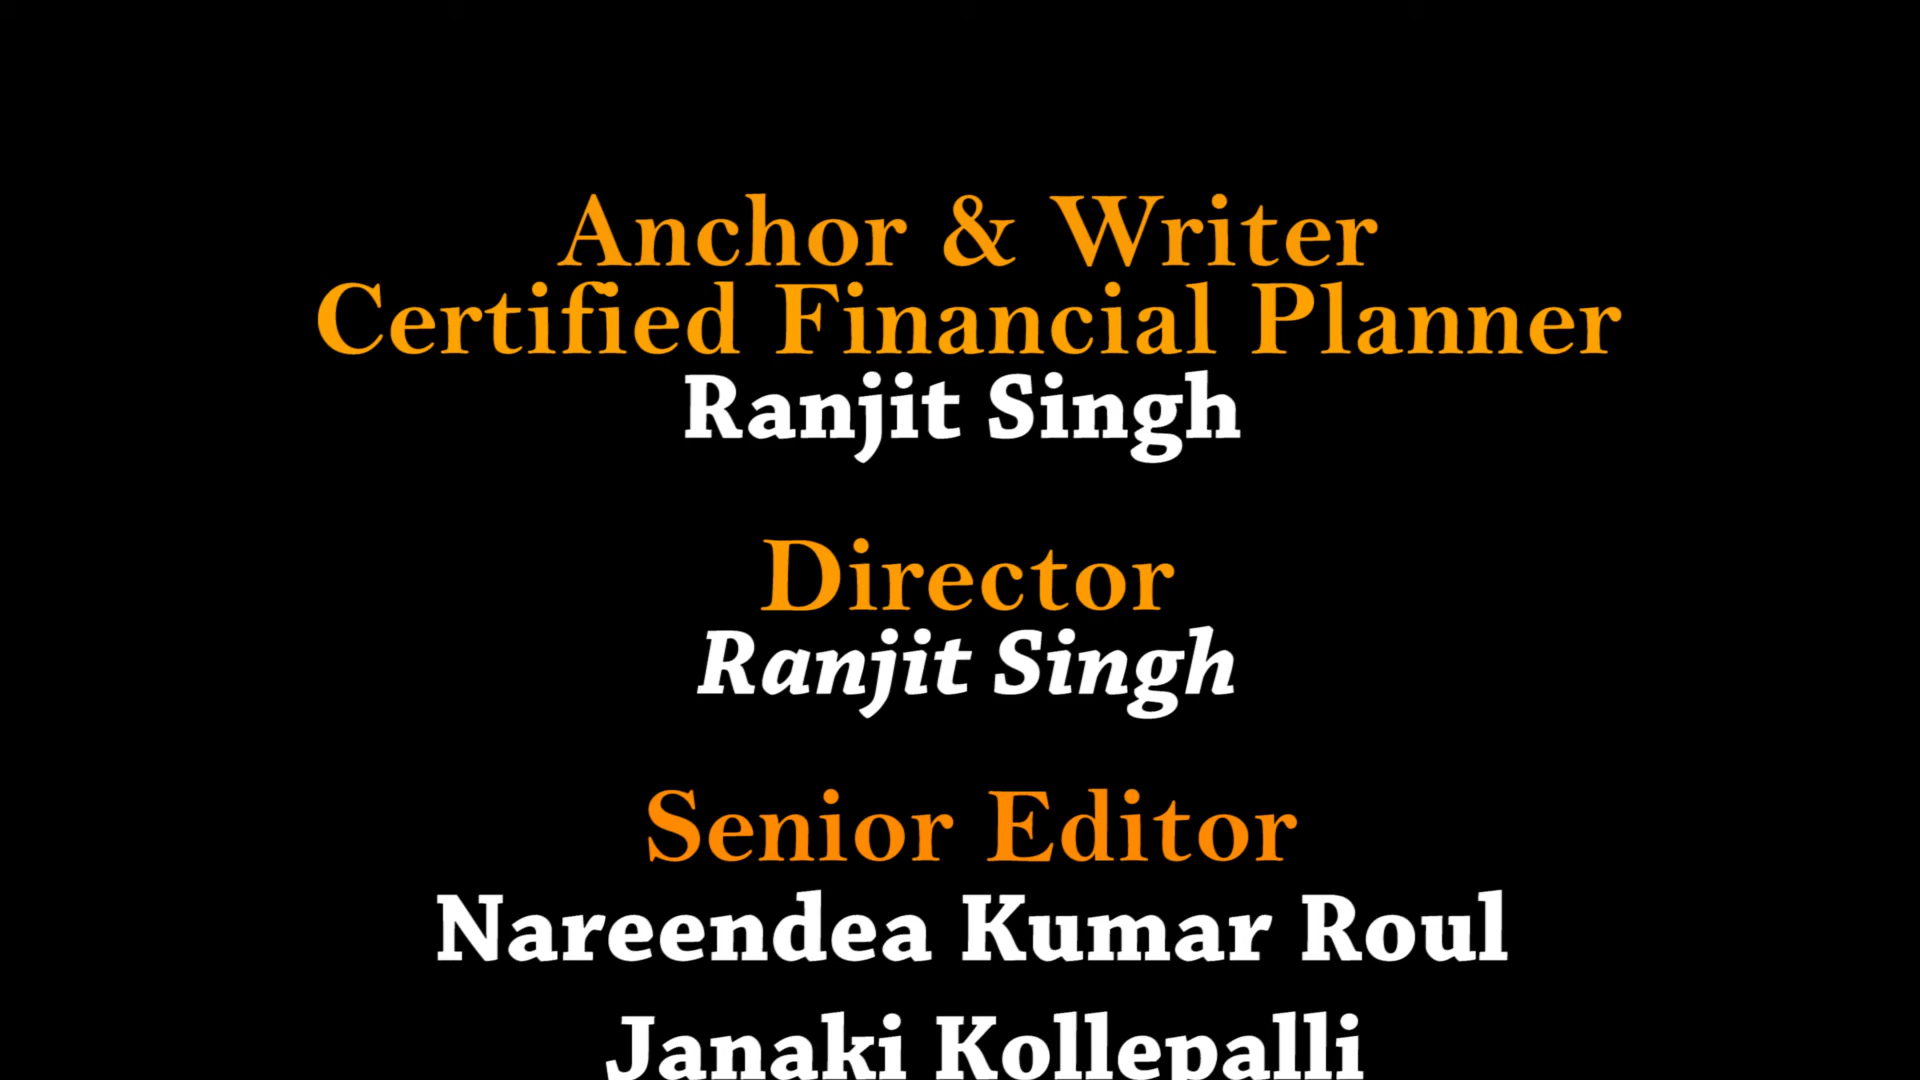 Anchor & Writer
Certified Financial Planner
Ranjit Singh
Director
Ranjit Singh
Senior Editor
Nareendea Kumar Roul
Janaki Kollepalli